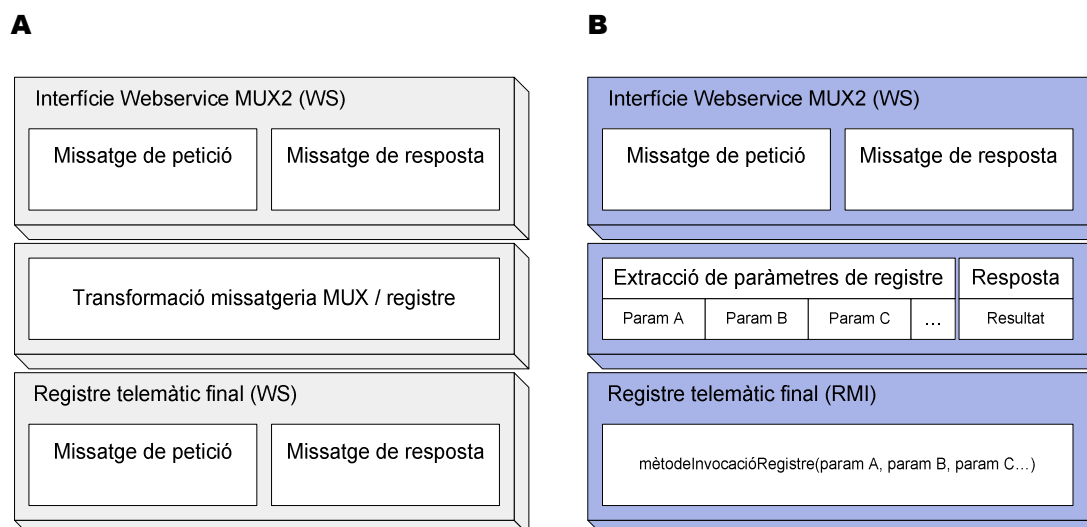 A
Interfície Webservice MUX2 (WS)
Missatge de petició
Missatge de resposta
Transformació missatgeria MUX / registre
Registre telemàtic final (WS)
Missatge de petició
Missatge de resposta
B
Interfície Webservice MUX2 (WS)
Missatge de petició
Missatge de resposta
Extracció de paràmetres de registre
Resposta
Param A
Param B
Param C
...
Resultat
Registre telemàtic final (RMI)
mètodeInvocacióRegistre(param A, param B, param C...)